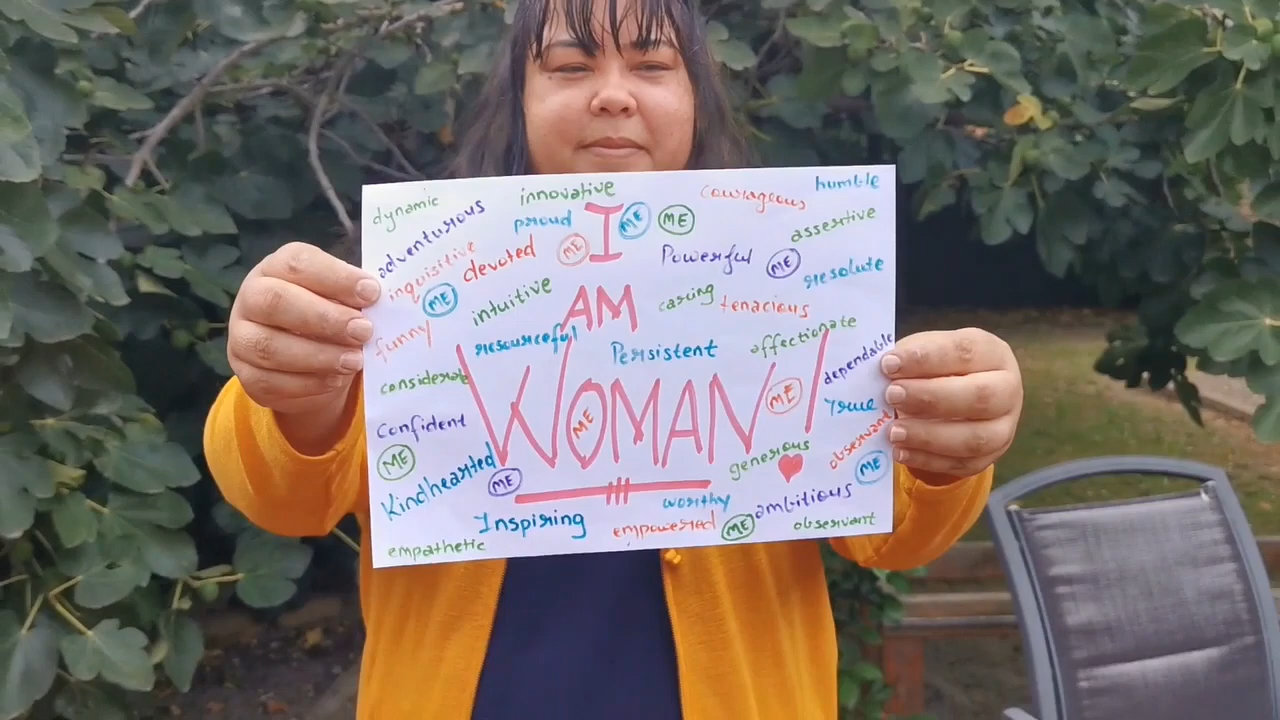 dynamic
innovative
courageous
humble
adventurous
proud
I
ME
ME
assertive
inquisitive
devoted
ME
Powerful
ME
resolute
ME
intuitive
AM
caring
tenacious
funny
resourceful
Persistent
affectionate
dependable
considerate
WOMAN!
ME
ME
True
Confident
observant
ME
Kindhearted
ME
generous
ME
worthy
ambitious
Inspiring
empowered
ME
observant
empathetic